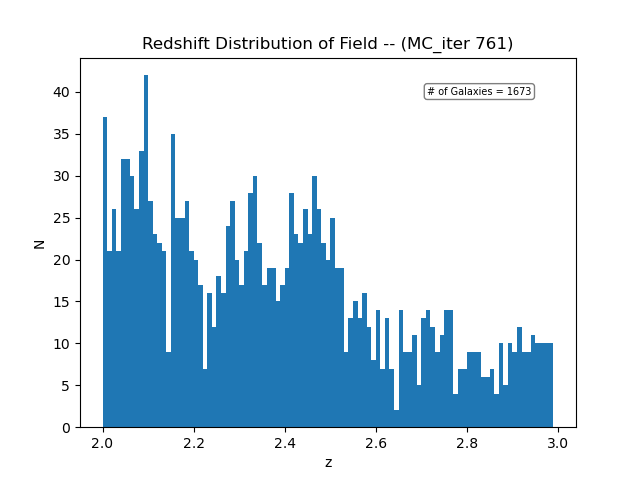 Redshift Distribution of Field -- (MC_iter 761)
# of Galaxies = 1673
N
40
35
30
25
20
15
10
5
0
2.0 2.2 2.4 2.6 2.8 3.0
z